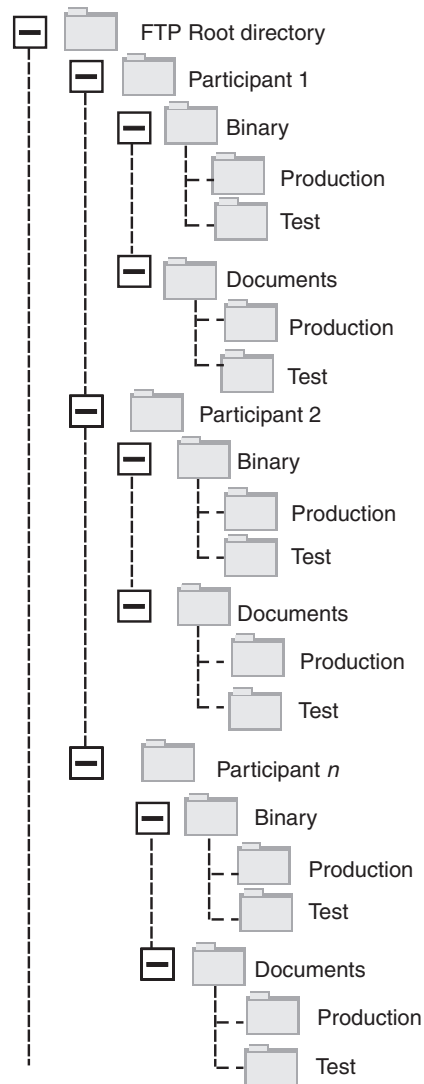 FTP Root directory
Participant 1
Binary
Production
Test
Documents
Production
Test
Participant 2
Binary
Production
Test
Documents
Production
Test
Participant n
Binary
Production
Test
Documents
Production
Test